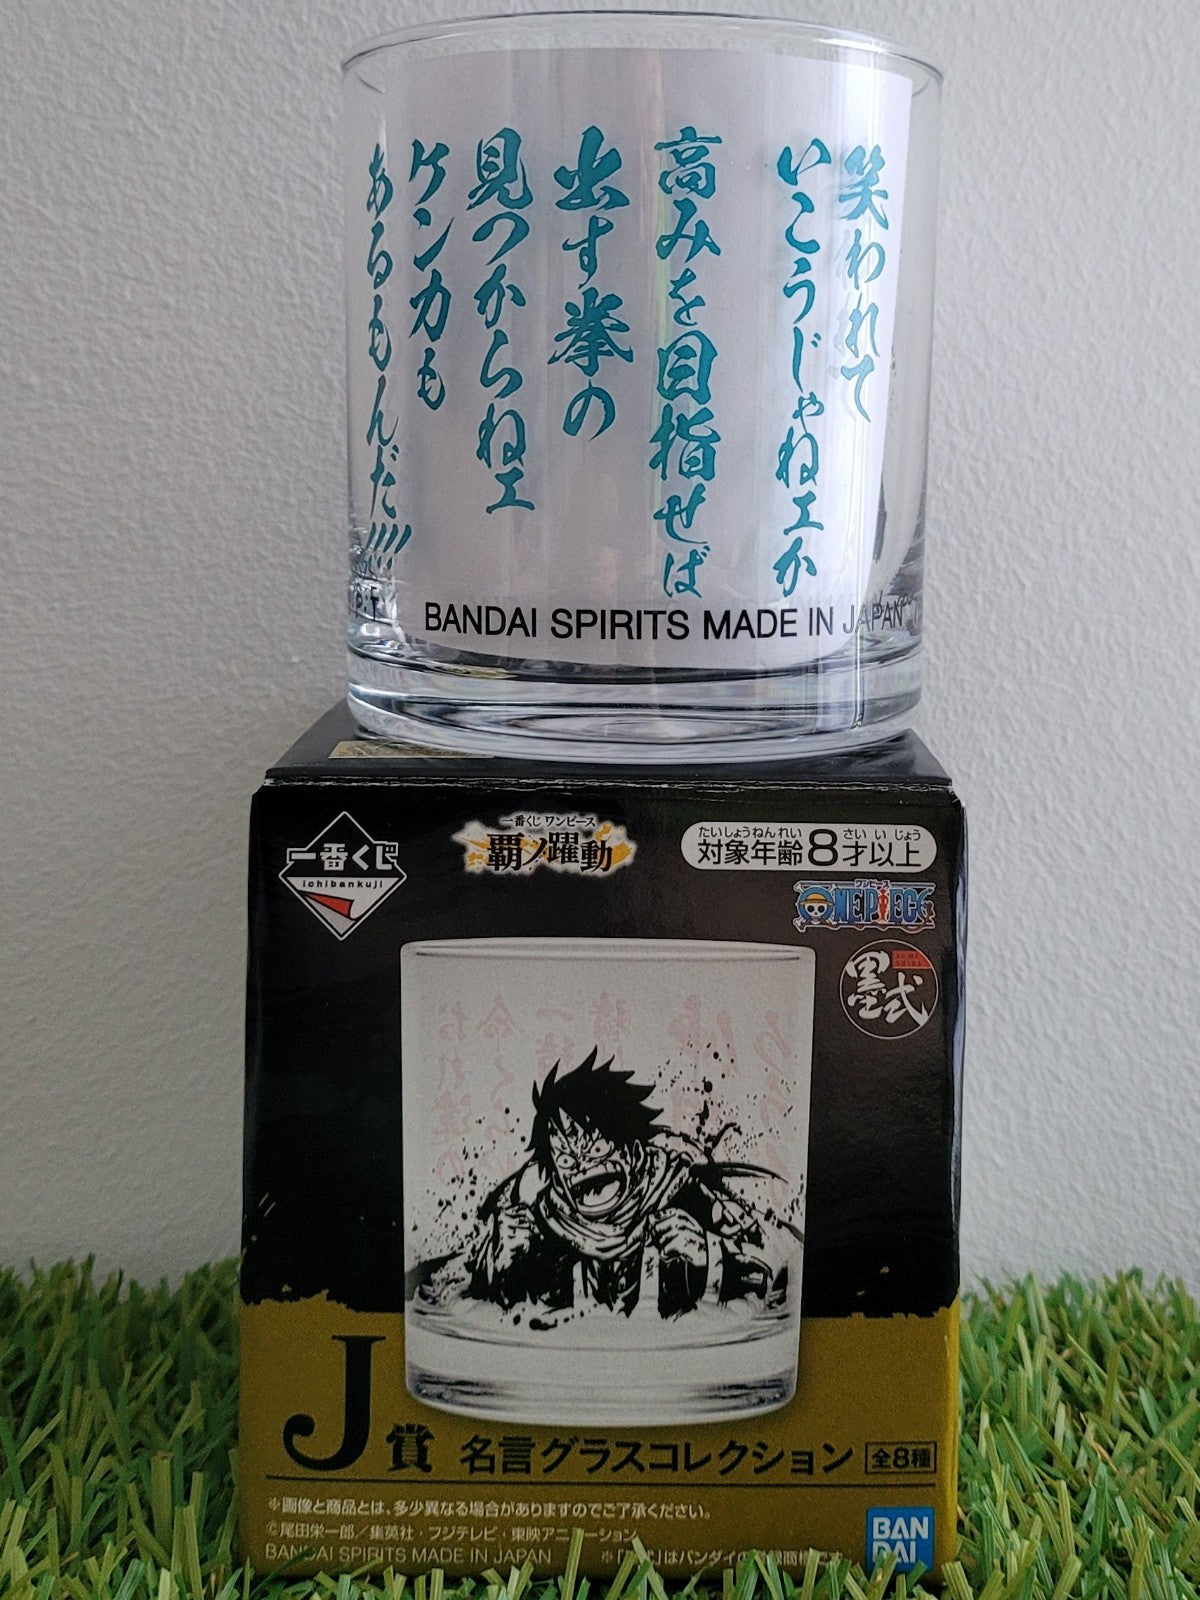 笑われて
いこうじゃねェか
高みを目指せば
出す拳の
見つからねェ
ケンカも
あるもんだ!!!!
BANDAI SPIRITS MADE IN JAPAN
一番くじ
ichibankuji
一番くじ ワンピース
覇ノ躍動
たいしょうねんれい さい いじょう
対象年齢8才以上
ワンピース
ONE PIECE
墨式
J賞 名言グラスコレクション 全8種
※画像と商品とは、多少異なる場合がありますのでご了承ください。
©尾田栄一郎／集英社・フジテレビ・東映アニメーション
BANDAI SPIRITS MADE IN JAPAN
BAN
DAI